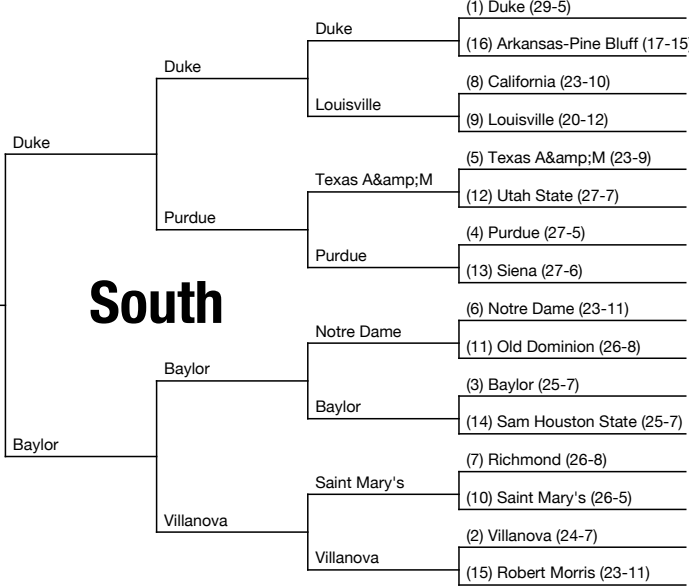 (1) Duke (29-5)
Duke
(16) Arkansas-Pine Bluff (17-15)
Duke
(8) California (23-10)
Louisville
(9) Louisville (20-12)
Duke
(5) Texas A&amp;M (23-9)
Texas A&amp;M
(12) Utah State (27-7)
Purdue
(4) Purdue (27-5)
Purdue
(13) Siena (27-6)
South
(6) Notre Dame (23-11)
Notre Dame
(11) Old Dominion (26-8)
Baylor
(3) Baylor (25-7)
Baylor
(14) Sam Houston State (25-7)
Baylor
(7) Richmond (26-8)
Saint Mary's
(10) Saint Mary's (26-5)
Villanova
(2) Villanova (24-7)
Villanova
(15) Robert Morris (23-11)